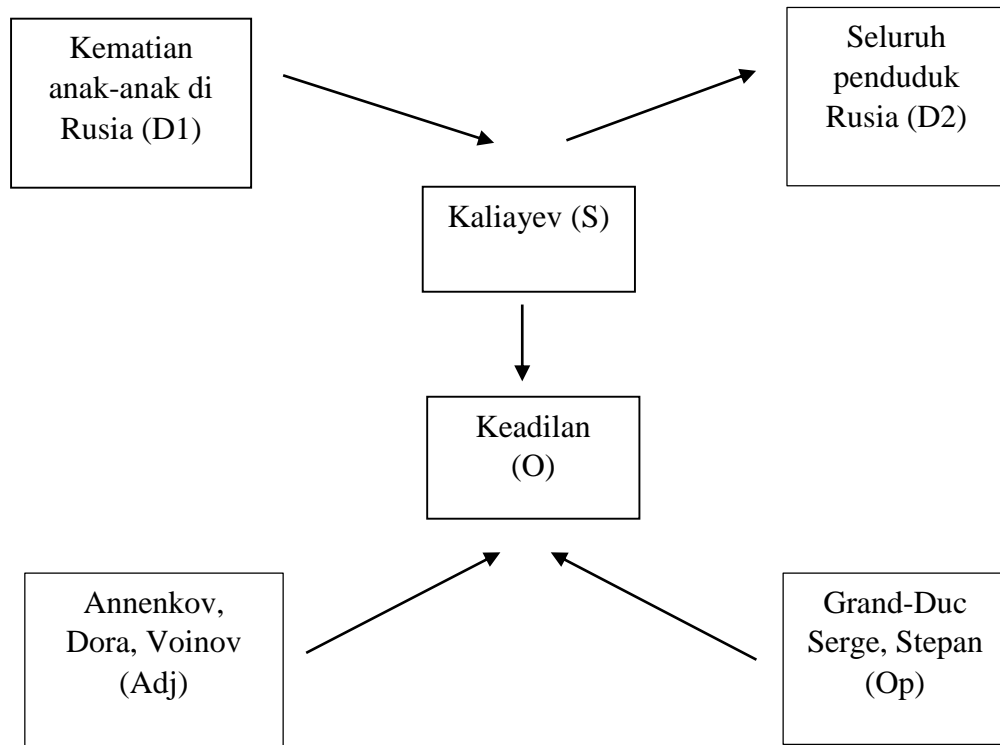 Kematian
anak-anak di
Rusia (D1)
Seluruh
penduduk
Rusia (D2)
Kaliayev (S)
Keadilan
(O)
Annenkov,
Dora, Voinov
(Adj)
Grand-Duc
Serge, Stepan
(Op)